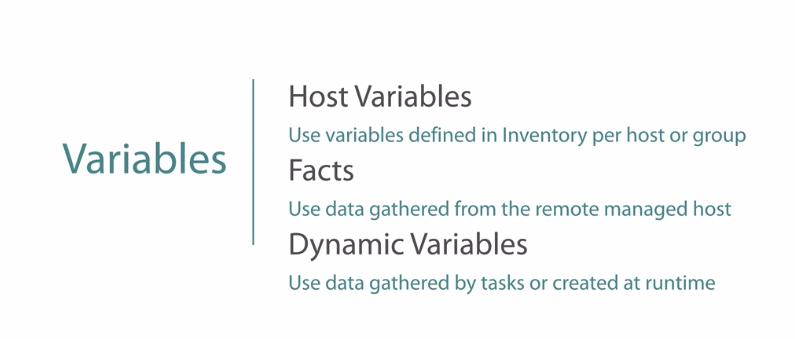 Variables
Host Variables
Use variables defined in Inventory per host or group
Facts
Use data gathered from the remote managed host
Dynamic Variables
Use data gathered by tasks or created at runtime